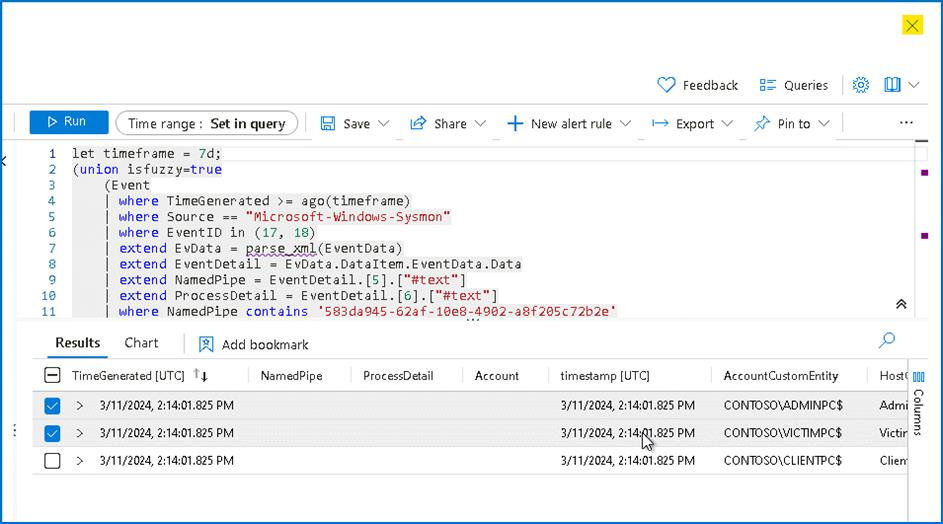 Feedback Queries
Run Time range : Set in query Save Share New alert rule Export Pin to ...
1 let timeframe = 7d;
2 (union isfuzzy=true
3 (Event
4 | where TimeGenerated >= ago(timeframe)
5 | where Source == "Microsoft-Windows-Sysmon"
6 | where EventID in (17, 18)
7 | extend EvData = parse_xml(EventData)
8 | extend EventDetail = EvData.DataItem.EventData.Data
9 | extend NamedPipe = EventDetail.[5].["#text"]
10 | extend ProcessDetail = EventDetail.[6].["#text"]
11 | where NamedPipe contains '583da945-62af-10e8-4902-a8f205c72b2e'
Results Chart Add bookmark
TimeGenerated [UTC] NamedPipe ProcessDetail Account timestamp [UTC] AccountCustomEntity Host
3/11/2024, 2:14:01.825 PM 3/11/2024, 2:14:01.825 PM CONTOSO\ADMINPC$ Admi
3/11/2024, 2:14:01.825 PM 3/11/2024, 2:14:01.825 PM CONTOSO\VICTIMPC$ Victir
3/11/2024, 2:14:01.825 PM 3/11/2024, 2:14:01.825 PM CONTOSO\CLIENTPC$ Clien
Columns